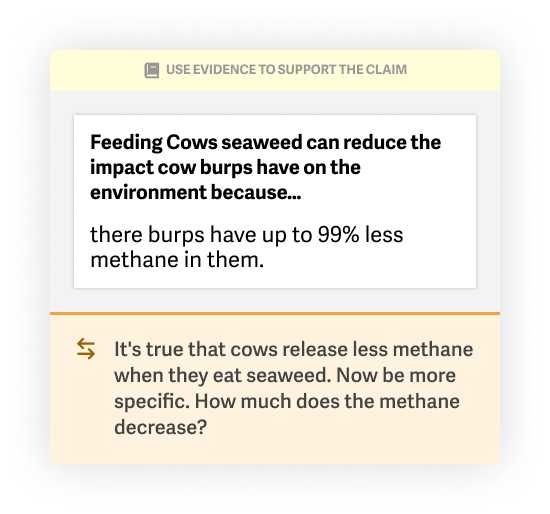 USE EVIDENCE TO SUPPORT THE CLAIM
Feeding Cows seaweed can reduce the
impact cow burps have on the
environment because...
there burps have up to 99% less
methane in them.
It's true that cows release less methane
when they eat seaweed. Now be more
specific. How much does the methane
decrease?